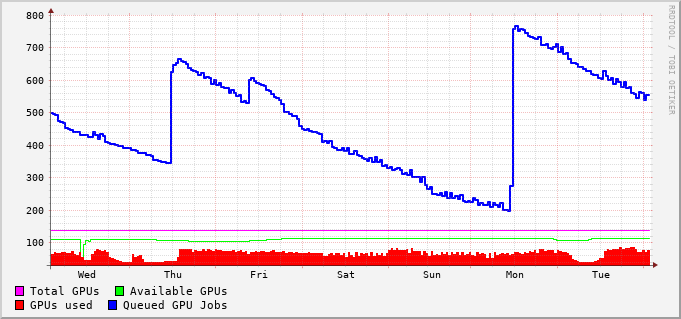 800
700
600
500
400
300
200
100
Wed Thu Fri Sat Sun Mon Tue
Total GPUs Available GPUs
GPUs used Queued GPU Jobs
RRDTOOL / TOBI OETIKER